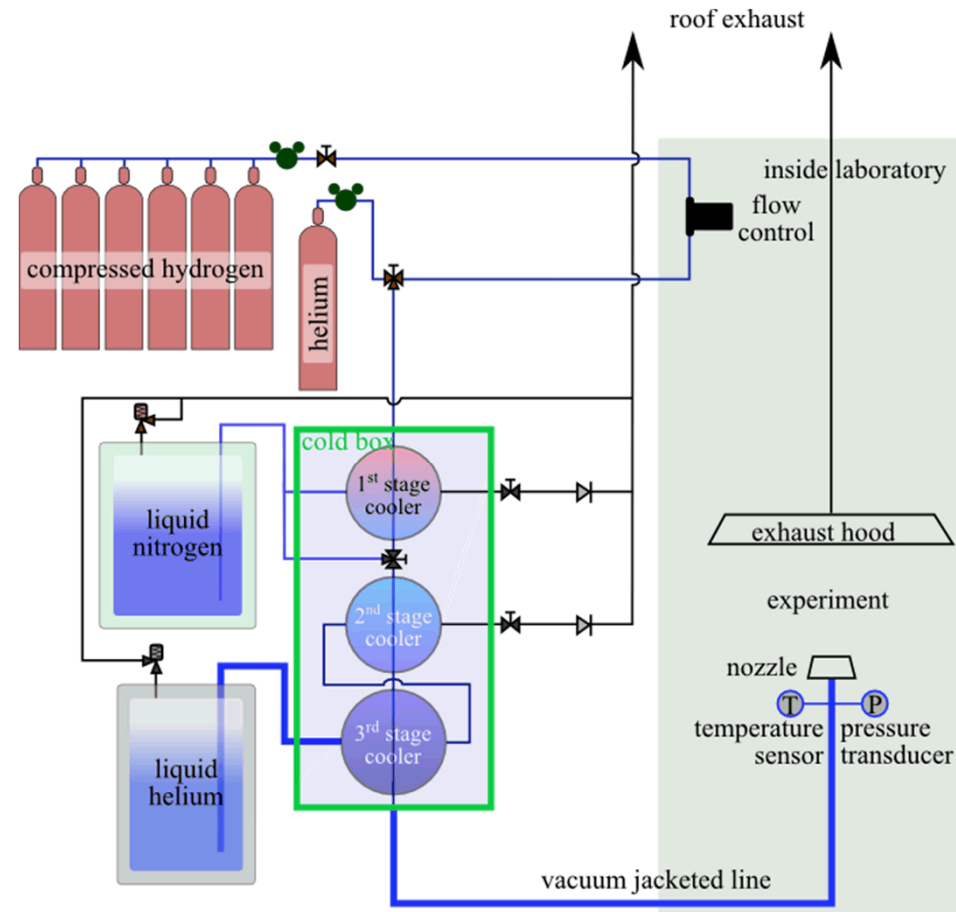 roof exhaust
inside laboratory
flow
control
compressed hydrogen
helium
cold box
1st stage
cooler
liquid
nitrogen
exhaust hood
2nd stage
cooler
experiment
nozzle
T
P
temperature
sensor
pressure
transducer
3rd stage
cooler
liquid
helium
vacuum jacketed line